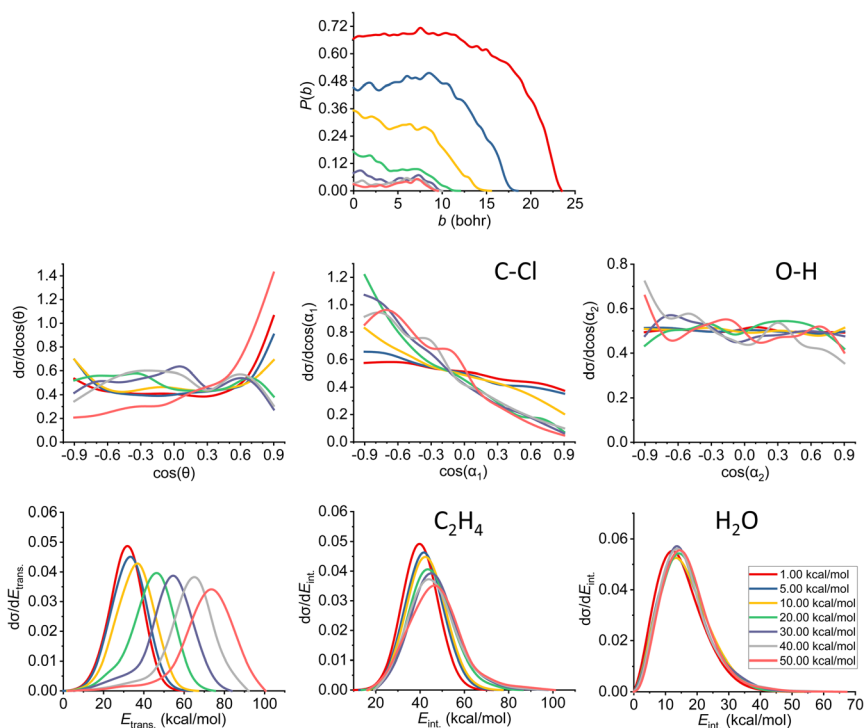 0.72
0.60
0.48
0.36
0.24
0.12
0.00
P(b)
0 5 10 15 20 25
b (bohr)
1.4
1.2
1.0
0.8
0.6
0.4
0.2
0.0
dσ/dcos(θ)
-0.9 -0.6 -0.3 0.0 0.3 0.6 0.9
cos(θ)
C-Cl
1.2
1.0
0.8
0.6
0.4
0.2
0.0
dσ/dcos(α1)
-0.9 -0.6 -0.3 0.0 0.3 0.6 0.9
cos(α1)
O-H
0.8
0.6
0.4
0.2
0.0
dσ/dcos(α2)
-0.9 -0.6 -0.3 0.0 0.3 0.6 0.9
cos(α2)
0.06
0.05
0.04
0.03
0.02
0.01
0.00
dσ/dEtrans.
0 20 40 60 80 100
Etrans. (kcal/mol)
C2H4
0.06
0.05
0.04
0.03
0.02
0.01
0.00
dσ/dEint.
20 40 60 80 100
Eint. (kcal/mol)
H2O
0.06
0.04
0.02
0.00
dσ/dEint.
0 10 20 30 40 50 60 70
Eint (kcal/mol)
1.00 kcal/mol
5.00 kcal/mol
10.00 kcal/mol
20.00 kcal/mol
30.00 kcal/mol
40.00 kcal/mol
50.00 kcal/mol